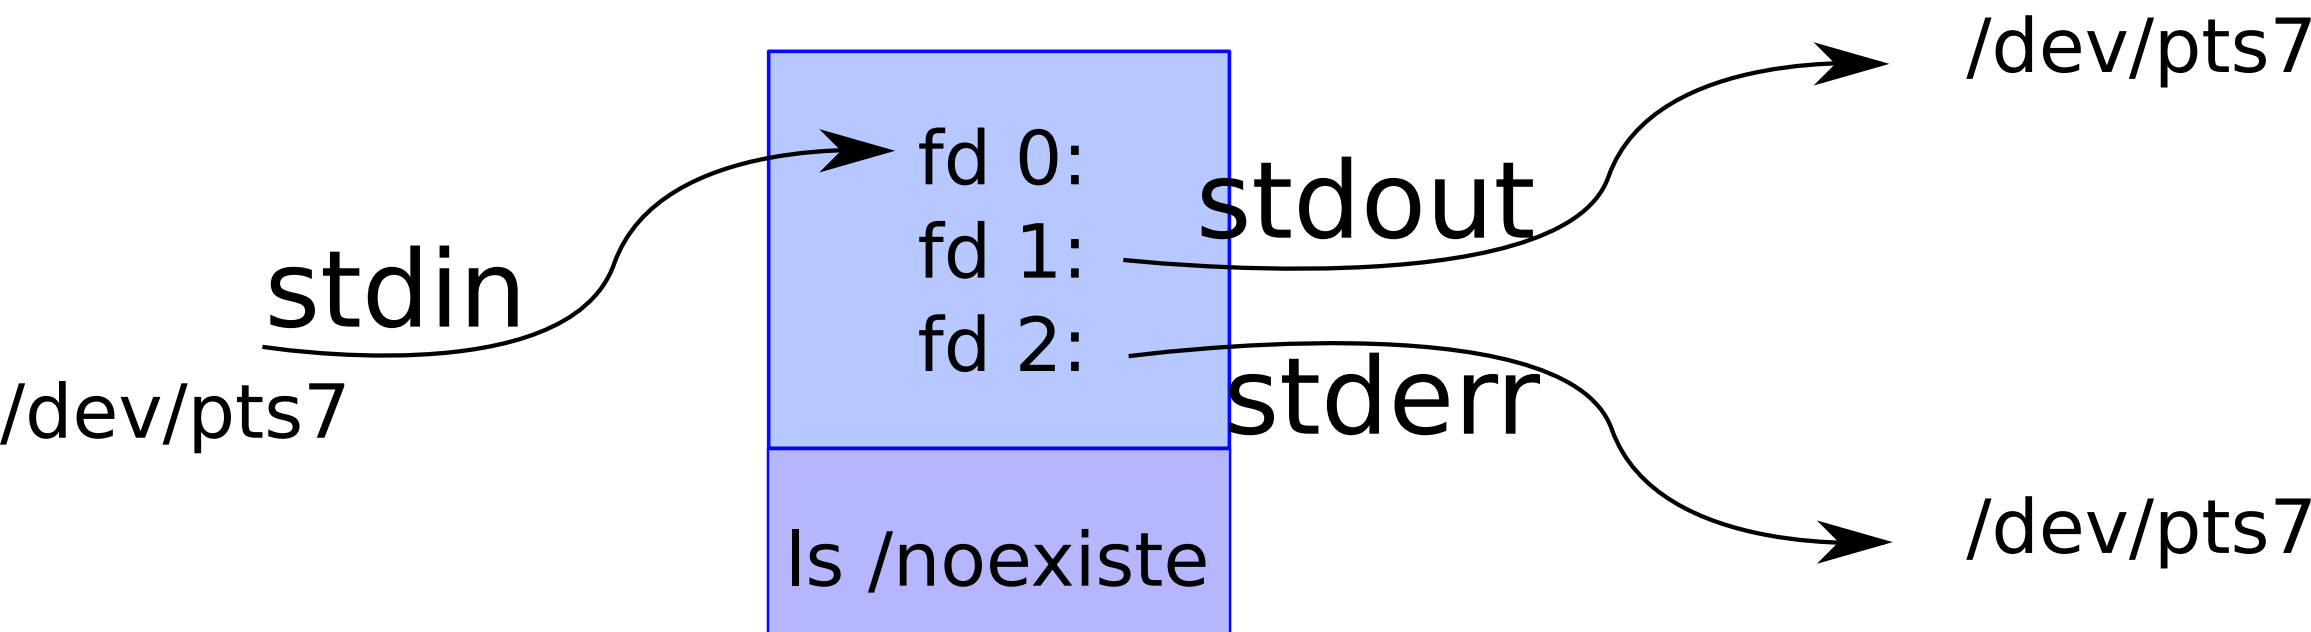 /dev/pts7
fd 0:
stdout
stdin
fd 1:
fd 2:
stderr
/dev/pts7
/dev/pts7
ls /noexiste